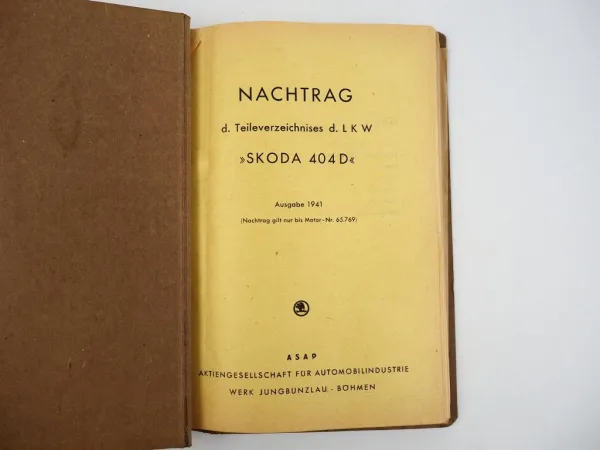 NACHTRAG
d. Teileverzeichnises d. LKW
»SKODA 404D«
Ausgabe 1941
(Nachtrag gilt nur bis Motor-Nr. 65.769)
ASAP
AKTIENGESELLSCHAFT FÜR AUTOMOBILINDUSTRIE
WERK JUNGBUNZLAU - BÖHMEN